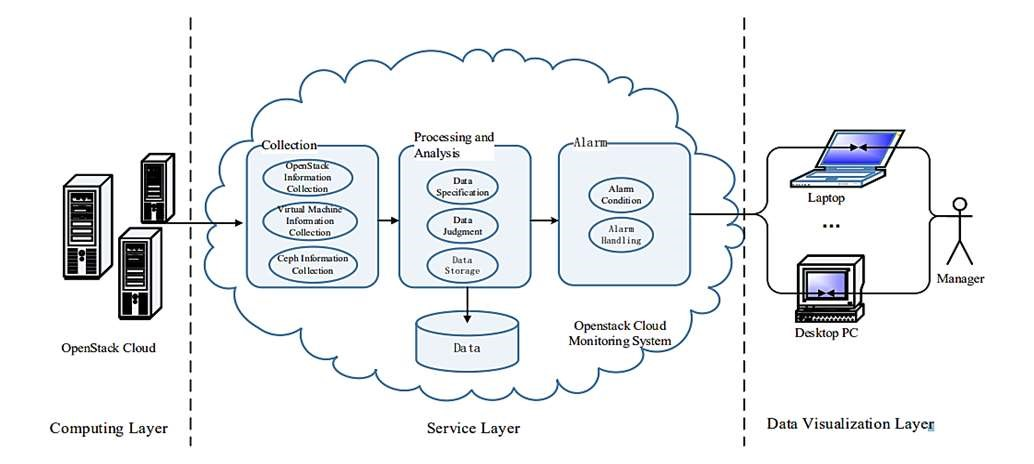 Collection
OpenStack
Information
Collection
Virtual Machine
Information
Collection
Ceph Information
Collection
Processing and
Analysis
Data
Specification
Data
Judgment
Data
Storage
Alarm
Alarm
Condition
Alarm
Handling
Data
Openstack Cloud
Monitoring System
OpenStack Cloud
Laptop
...
Desktop PC
Manager
Computing Layer
Service Layer
Data Visualization Layer